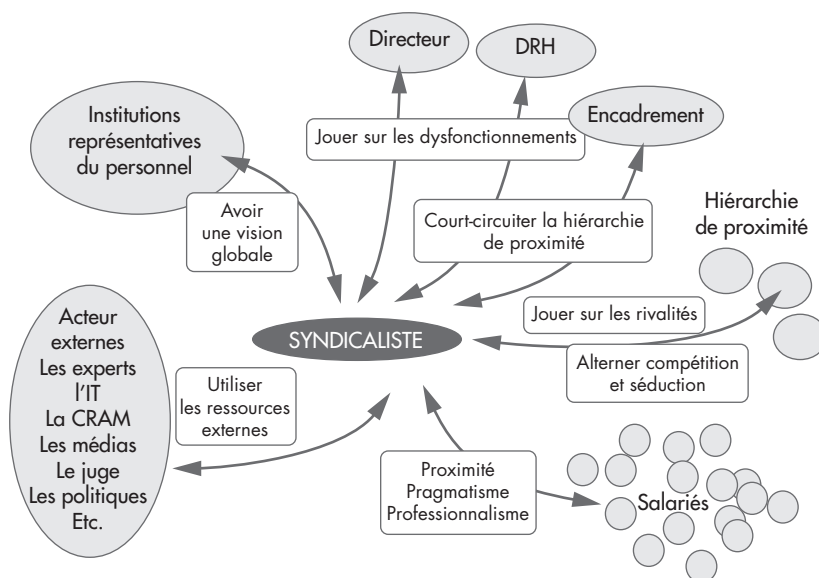 Directeur
DRH
Encadrement
Institutions
représentatives
du personnel
Jouer sur les dysfonctionnements
Avoir
une vision
globale
Court-circuiter la hiérarchie
de proximité
Hiérarchie
de proximité
Acteur
externes
Les experts
l'IT
La CRAM
Les médias
Le juge
Les politiques
Etc.
SYNDICALISTE
Jouer sur les rivalités
Alterner compétition
et séduction
Utiliser
les ressources
externes
Proximité
Pragmatisme
Professionnalisme
Salariés